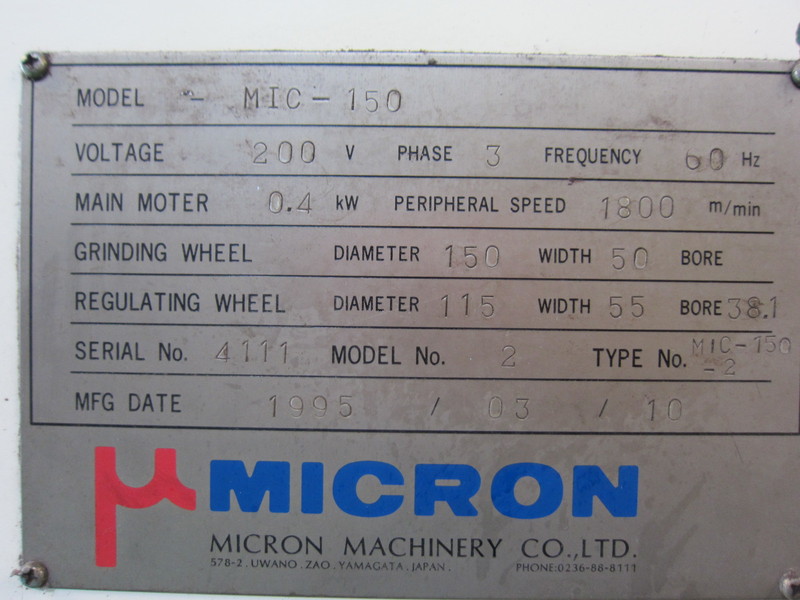 MODEL - MIC-150
VOLTAGE 200 V PHASE 3 FREQUENCY 60 Hz
MAIN MOTER 0.4 kW PERIPHERAL SPEED 1800 m/min
GRINDING WHEEL DIAMETER 150 WIDTH 50 BORE
REGULATING WHEEL DIAMETER 115 WIDTH 55 BORE 38.1
SERIAL No. 4111 MODEL No. 2 TYPE No. MIC-150
-2
MFG DATE 1995 / 03 / 10
μ MICRON
MICRON MACHINERY CO.,LTD.
578-2.UWANO.ZAO.YAMAGATA.JAPAN. PHONE:0236-88-8111